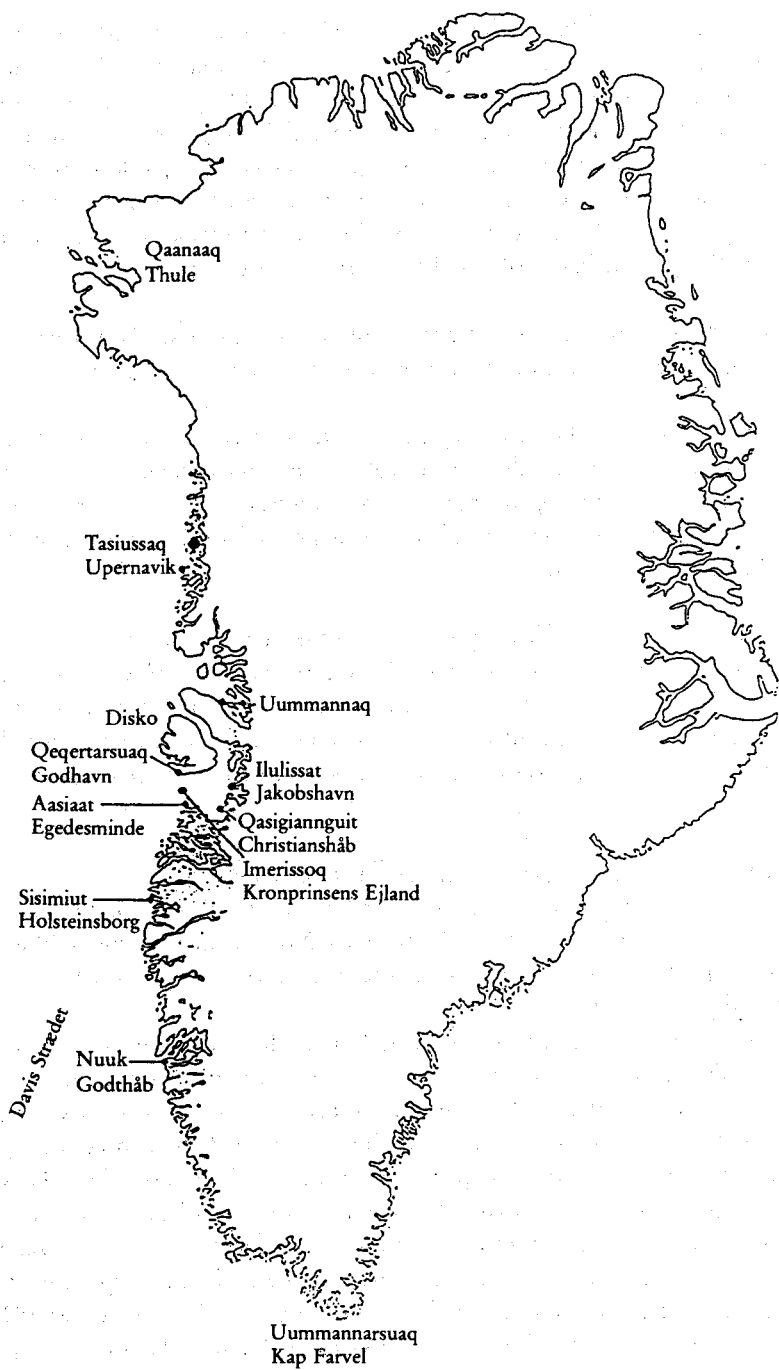 Qaanaaq
Thule
Tasiussaq
Upernavik
Uummannaq
Disko
Qeqertarsuaq
Godhavn
Ilulissat
Jakobshavn
Aasiaat
Egedesminde
Qasigiannguit
Christianshåb
Imerissoq
Kronprinsens Ejland
Sisimiut
Holsteinsborg
Davis Strædet
Nuuk
Godthåb
Uummannarsuaq
Kap Farvel